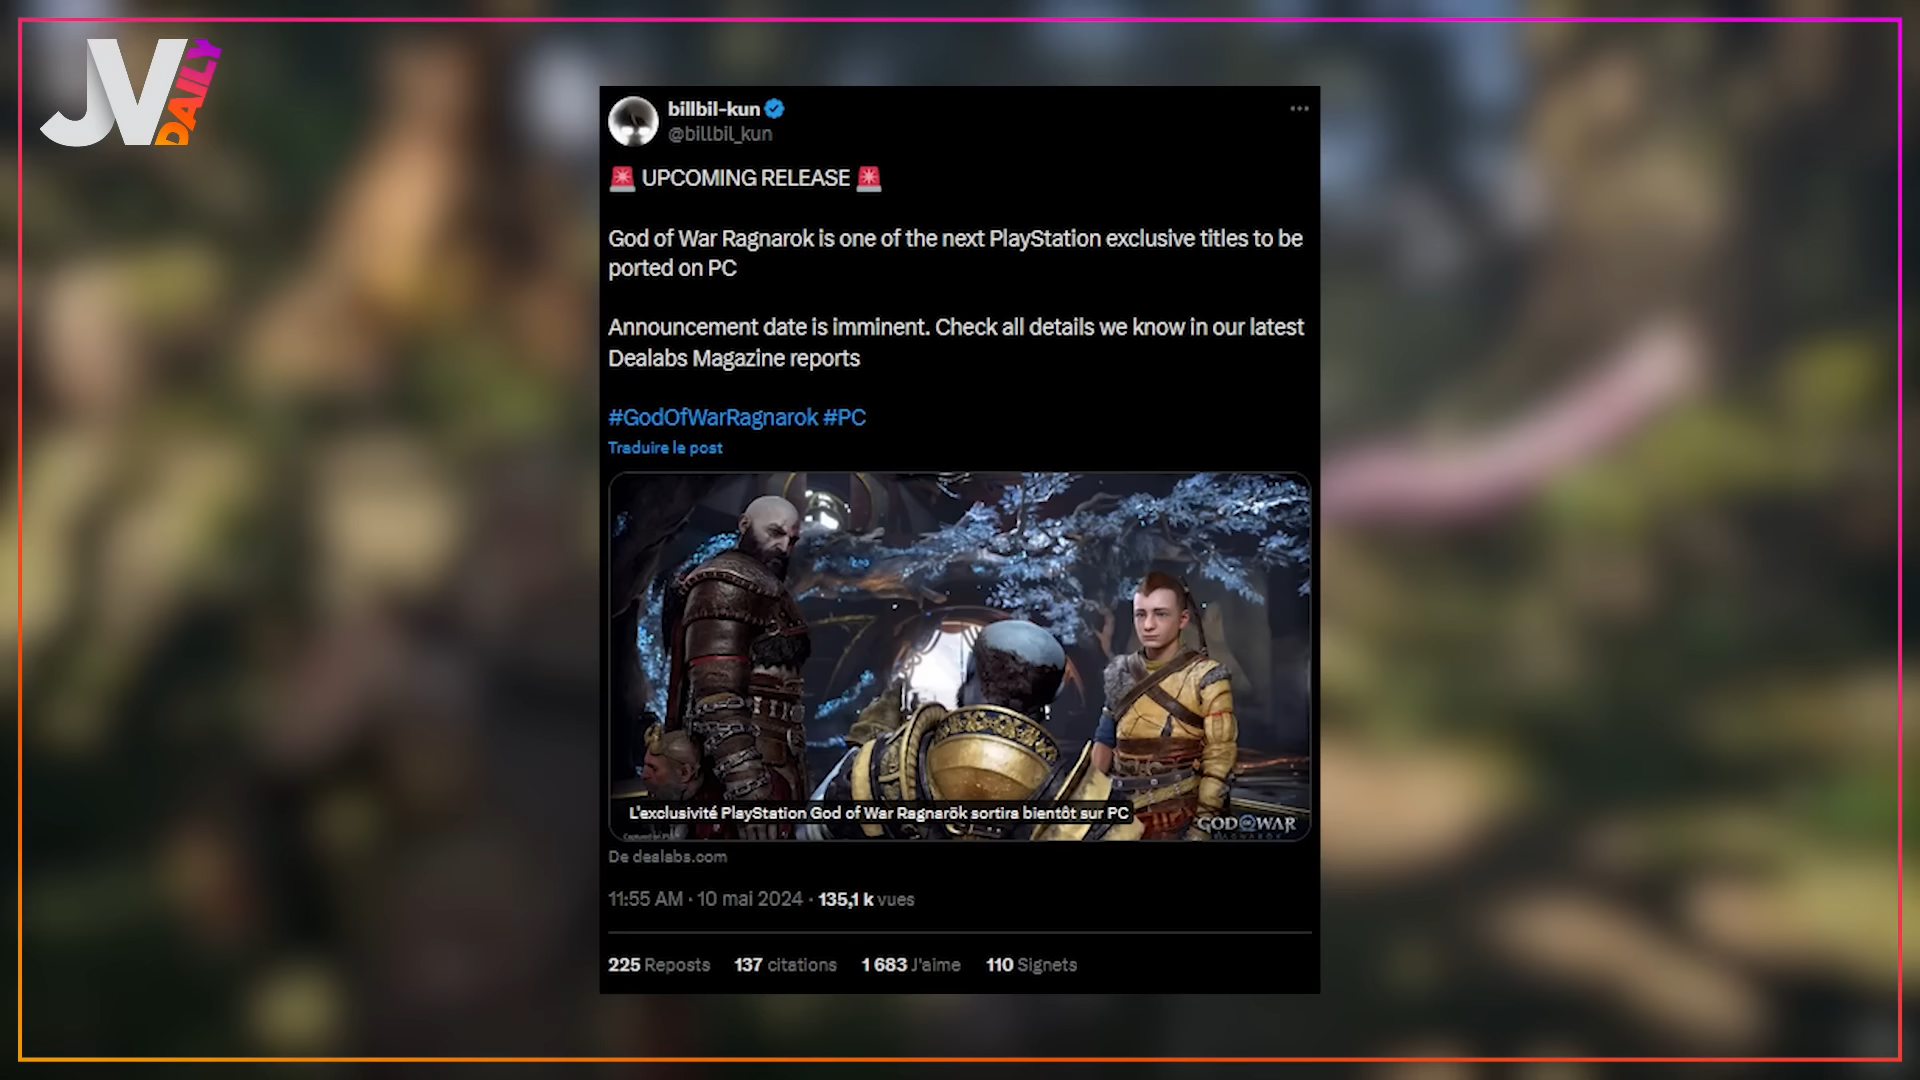 JV
DAILY
billbil-kun
@billbil_kun
UPCOMING RELEASE
God of War Ragnarok is one of the next PlayStation exclusive titles to be
ported on PC
Announcement date is imminent. Check all details we know in our latest
Dealabs Magazine reports
#GodOfWarRagnarok #PC
Traduire le post
L'exclusivité PlayStation God of War Ragnarök sortira bientôt sur PC
GOD OF WAR
RAGNARÖK
De dealabs.com
11:55 AM · 10 mai 2024 · 135,1 k vues
225 Reposts 137 citations 1 683 J'aime 110 Signets